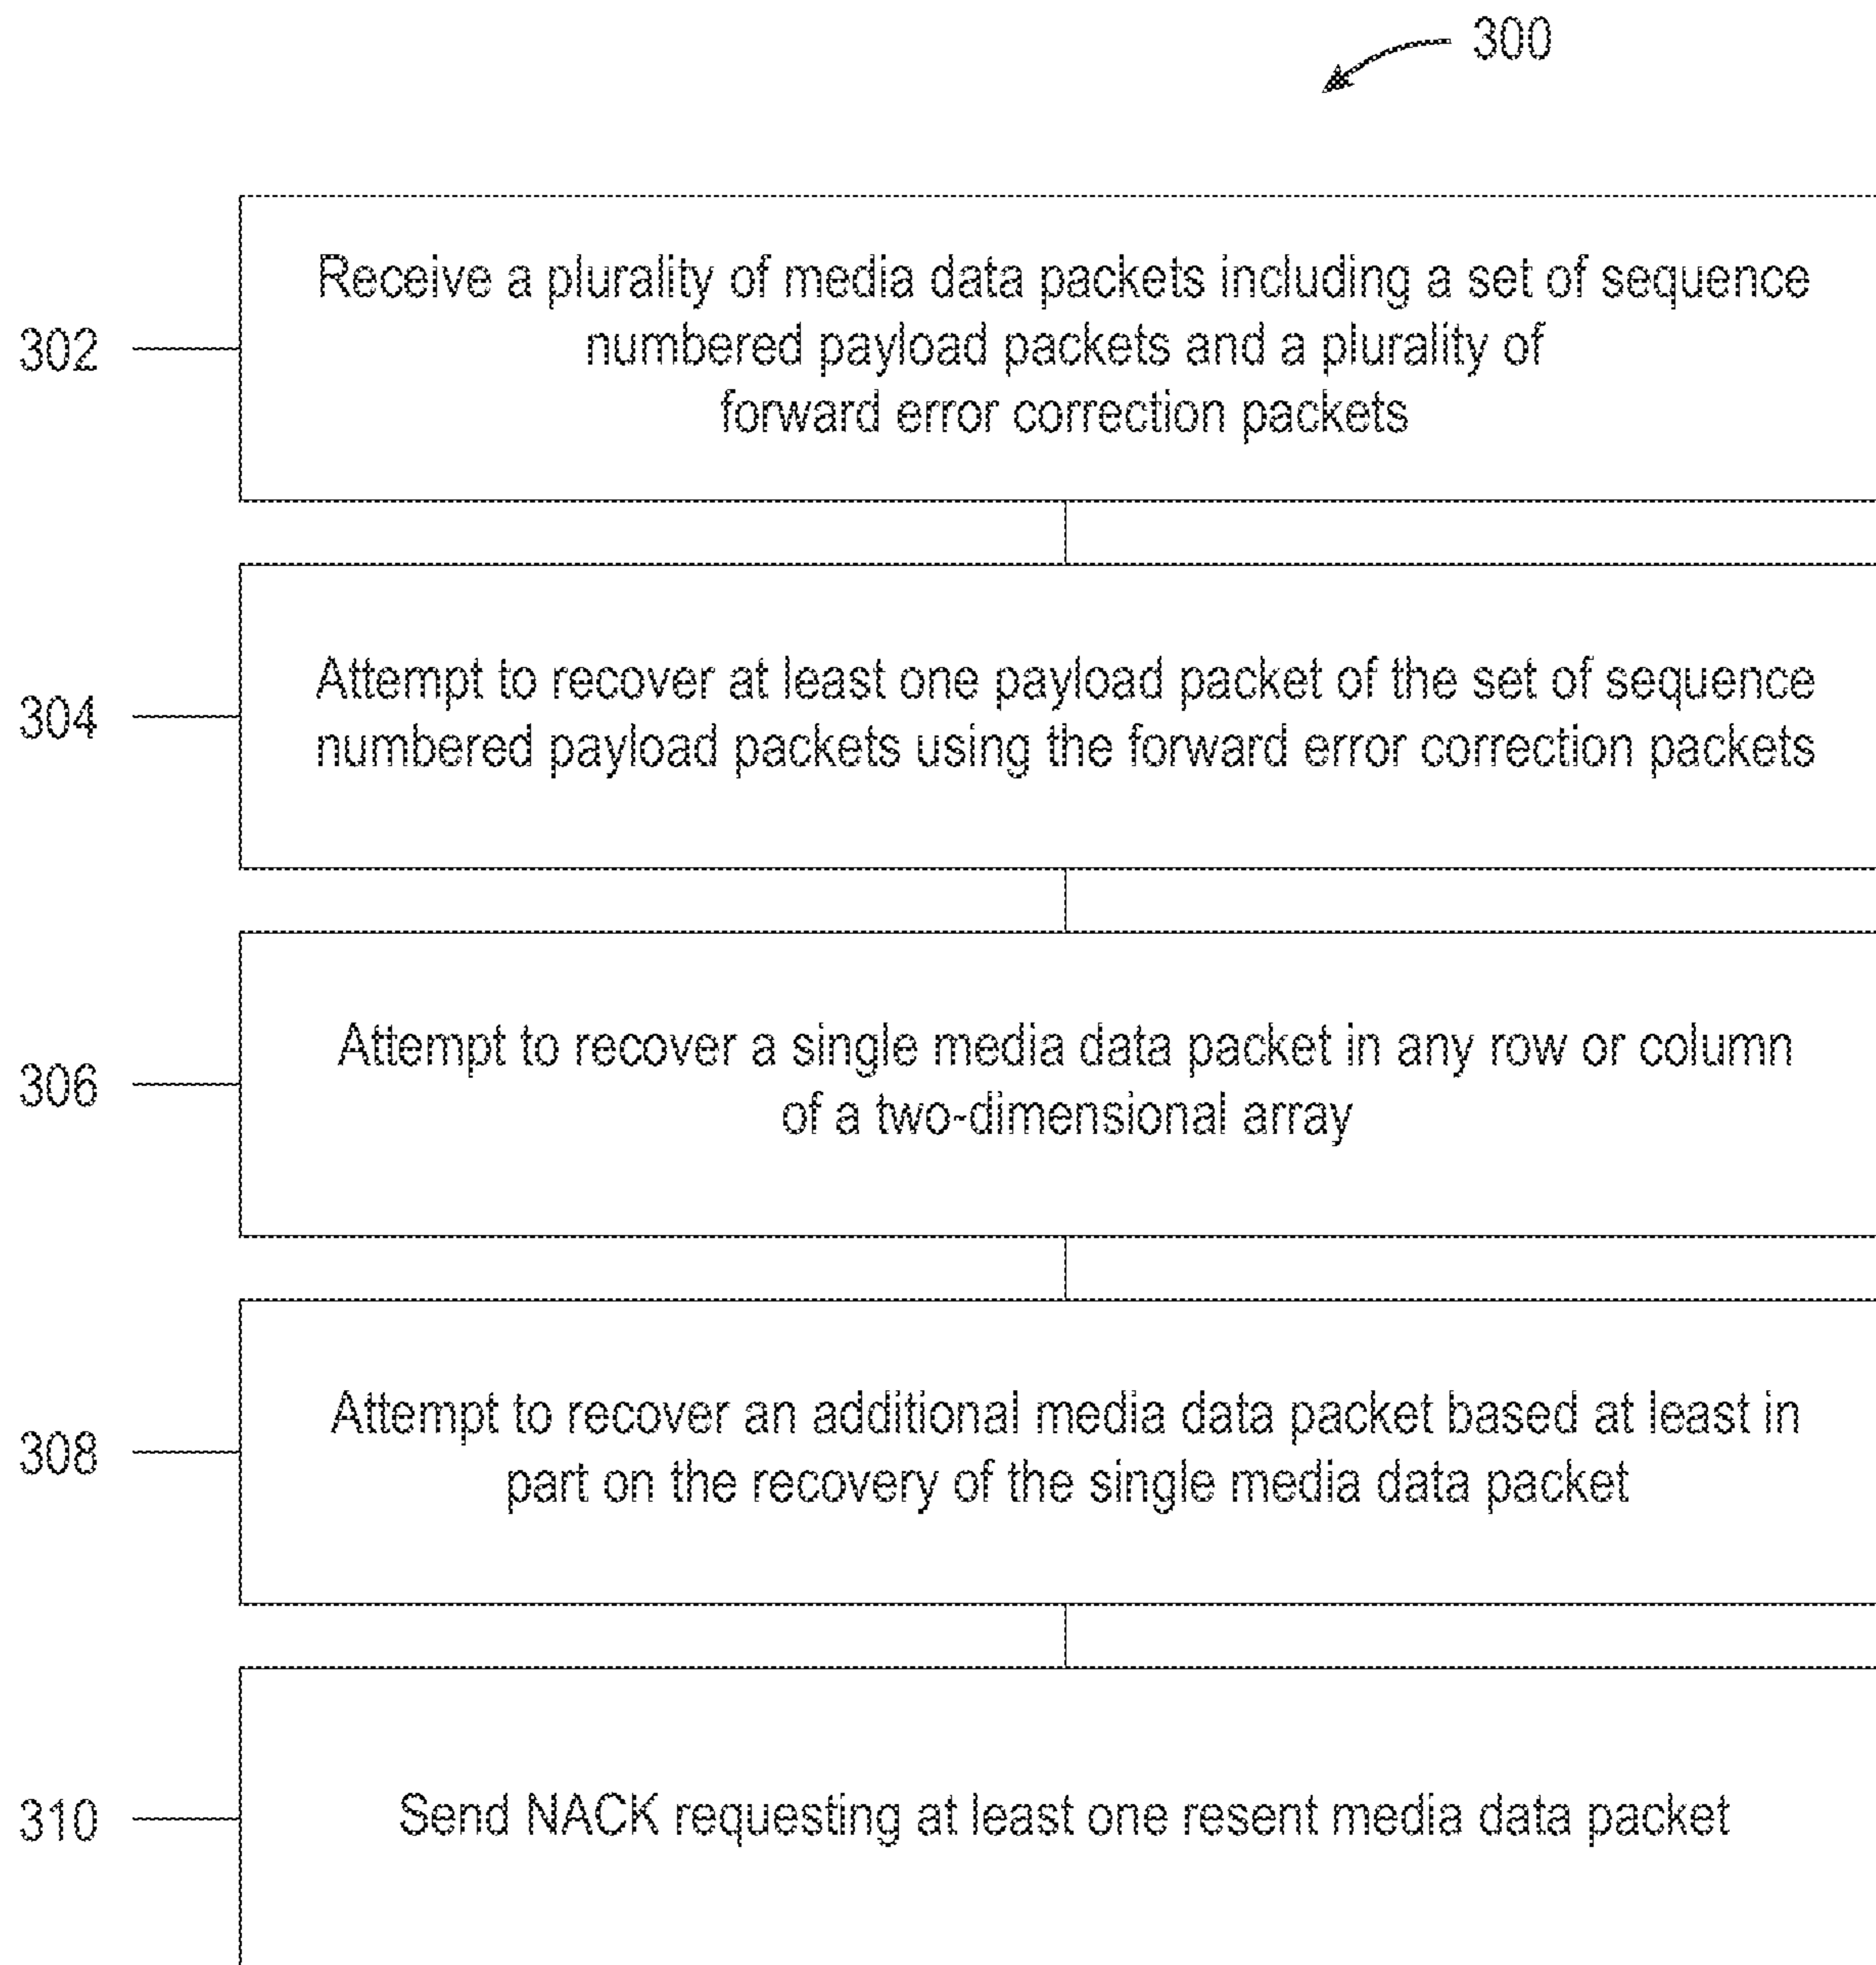 300
302
Receive a plurality of media data packets including a set of sequence
numbered payload packets and a plurality of
forward error correction packets
304
Attempt to recover at least one payload packet of the set of sequence
numbered payload packets using the forward error correction packets
306
Attempt to recover a single media data packet in any row or column
of a two-dimensional array
308
Attempt to recover an additional media data packet based at least in
part on the recovery of the single media data packet
310
Send NACK requesting at least one resent media data packet